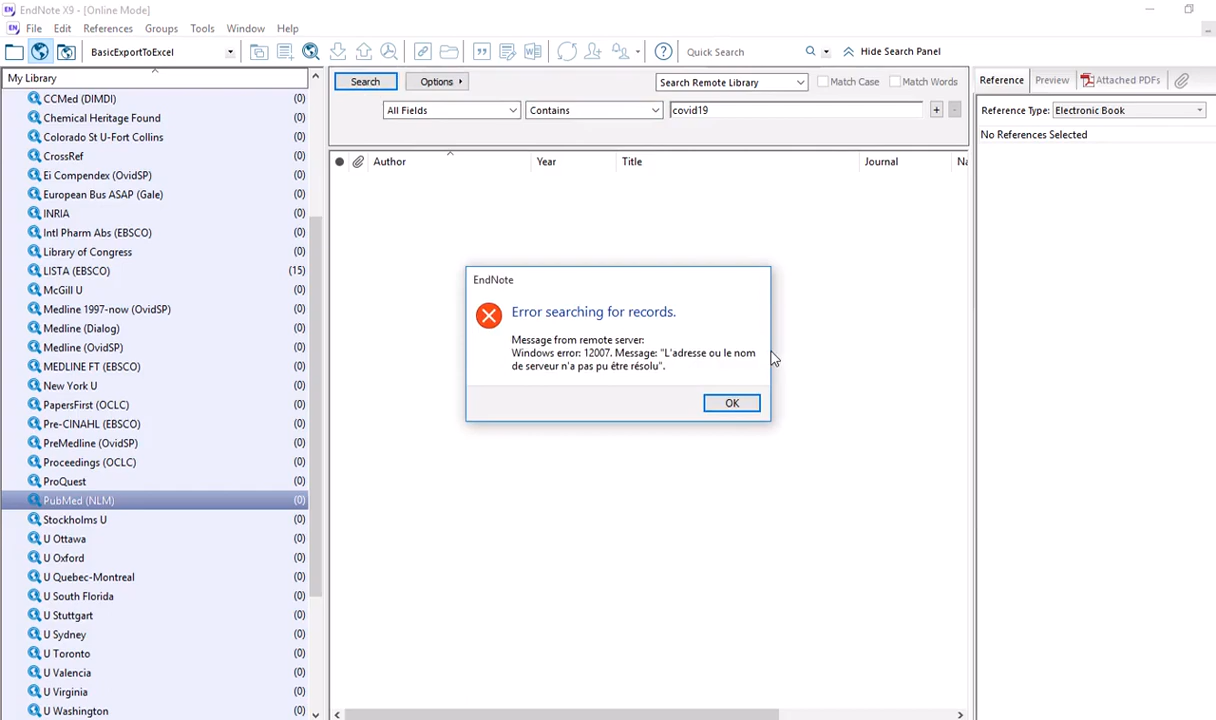 EndNote X9 - [Online Mode]
File Edit References Groups Tools Window Help
BasicExportToExcel Quick Search Hide Search Panel
My Library
CCMed (DIMDI) (0)
Chemical Heritage Found (0)
Colorado St U-Fort Collins (0)
CrossRef (0)
Ei Compendex (OvidSP) (0)
European Bus ASAP (Gale) (0)
INRIA (0)
Intl Pharm Abs (EBSCO) (0)
Library of Congress (0)
LISTA (EBSCO) (15)
McGill U (0)
Medline 1997-now (OvidSP) (0)
Medline (Dialog) (0)
Medline (OvidSP) (0)
MEDLINE FT (EBSCO) (0)
New York U (0)
PapersFirst (OCLC) (0)
Pre-CINAHL (EBSCO) (0)
PreMedline (OvidSP) (0)
Proceedings (OCLC) (0)
ProQuest (0)
PubMed (NLM) (0)
Stockholms U (0)
U Ottawa (0)
U Oxford (0)
U Quebec-Montreal (0)
U South Florida (0)
U Stuttgart (0)
U Sydney (0)
U Toronto (0)
U Valencia (0)
U Virginia (0)
U Washington (0)
Search Options Search Remote Library Match Case Match Words
All Fields Contains covid19 + -
Author Year Title Journal Na
EndNote
Error searching for records.
Message from remote server:
Windows error: 12007. Message: "L'adresse ou le nom
de serveur n'a pas pu être résolu".
OK
Reference Preview Attached PDFs
Reference Type: Electronic Book
No References Selected